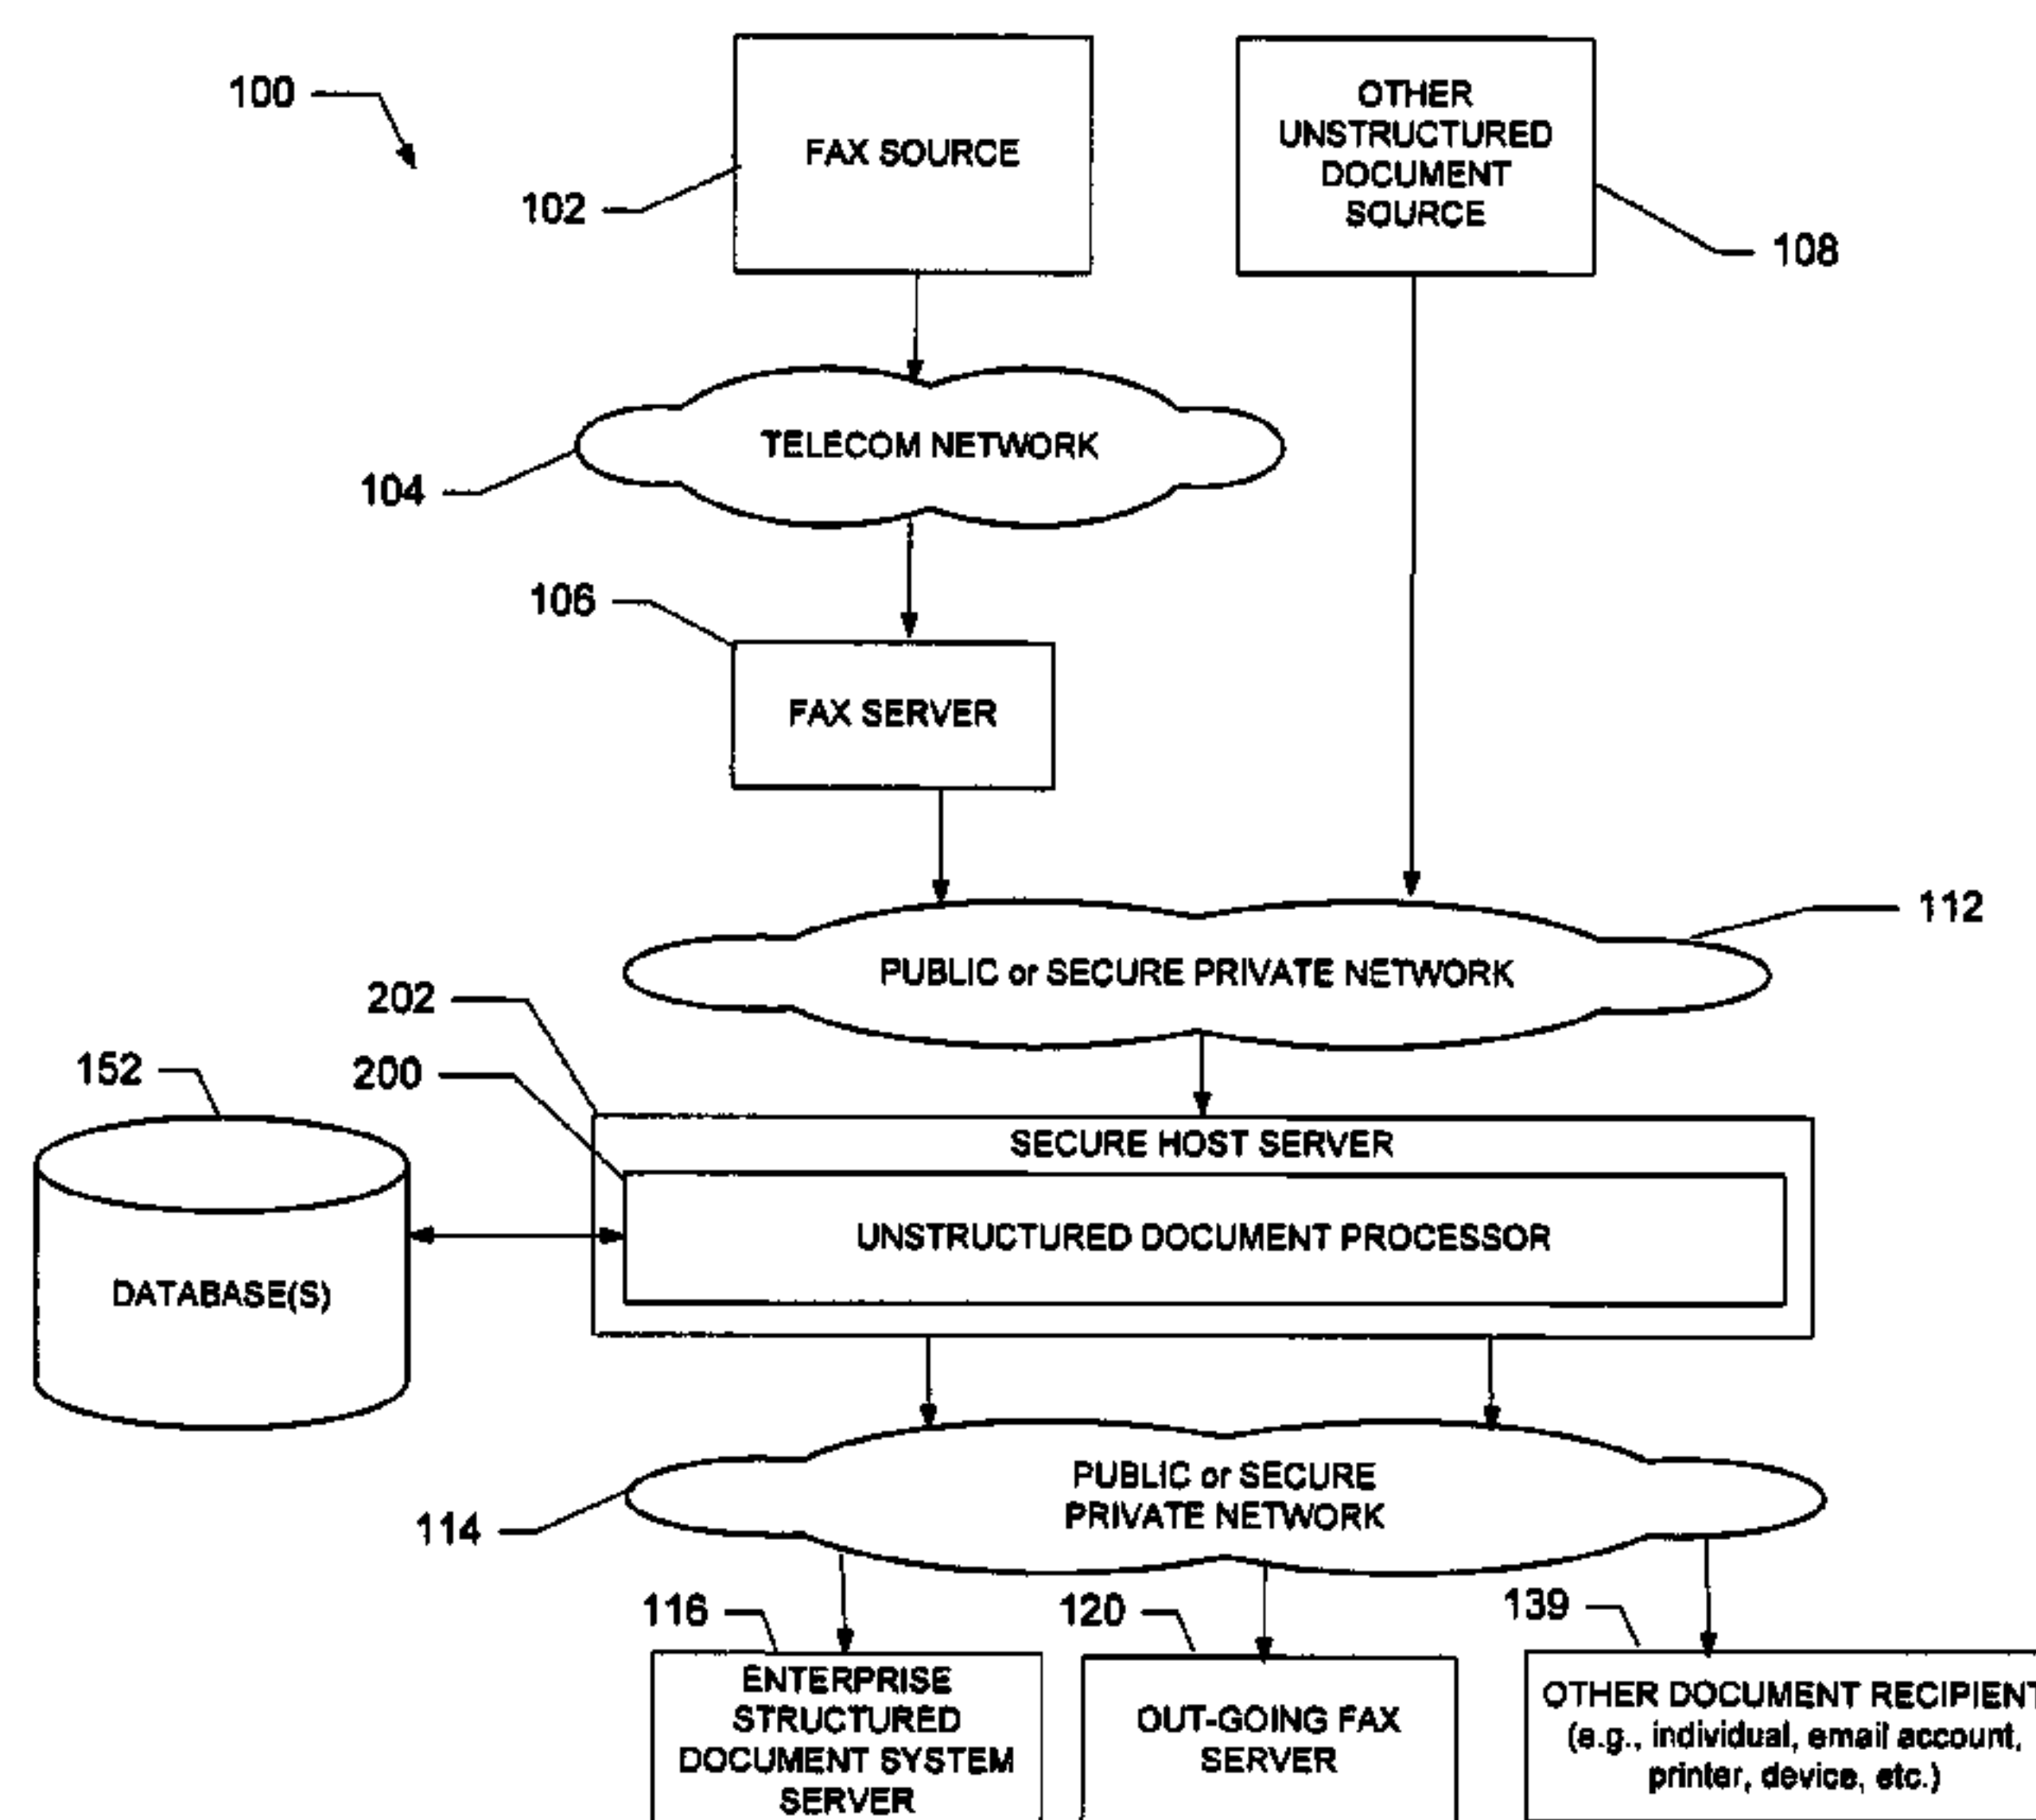 100
FAX SOURCE
102
OTHER
UNSTRUCTURED
DOCUMENT
SOURCE
108
TELECOM NETWORK
104
106
FAX SERVER
112
PUBLIC or SECURE PRIVATE NETWORK
202
152
200
SECURE HOST SERVER
UNSTRUCTURED DOCUMENT PROCESSOR
DATABASE(S)
PUBLIC or SECURE
PRIVATE NETWORK
114
116
120
139
ENTERPRISE
STRUCTURED
DOCUMENT SYSTEM
SERVER
OUT-GOING FAX
SERVER
OTHER DOCUMENT RECIPIENT
(e.g., individual, email account,
printer, device, etc.)